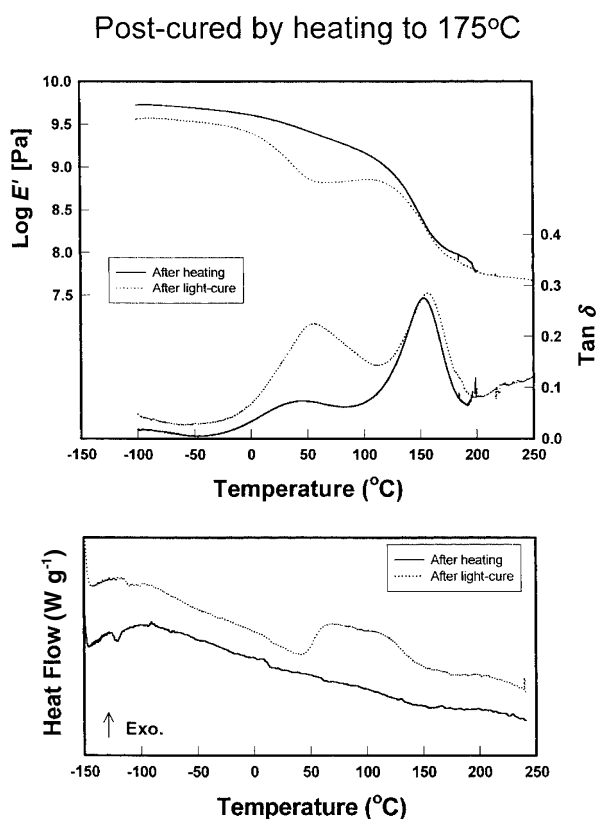 Post-cured by heating to 175°C
10.0
9.5
9.0
8.5
8.0
7.5
Log E' [Pa]
0.4
0.3
0.2
0.1
0.0
Tan δ
After heating
After light-cure
-150 -100 -50 0 50 100 150 200 250
Temperature (°C)
Heat Flow (W g⁻¹)
After heating
After light-cure
Exo.
-150 -100 -50 0 50 100 150 200 250
Temperature (°C)